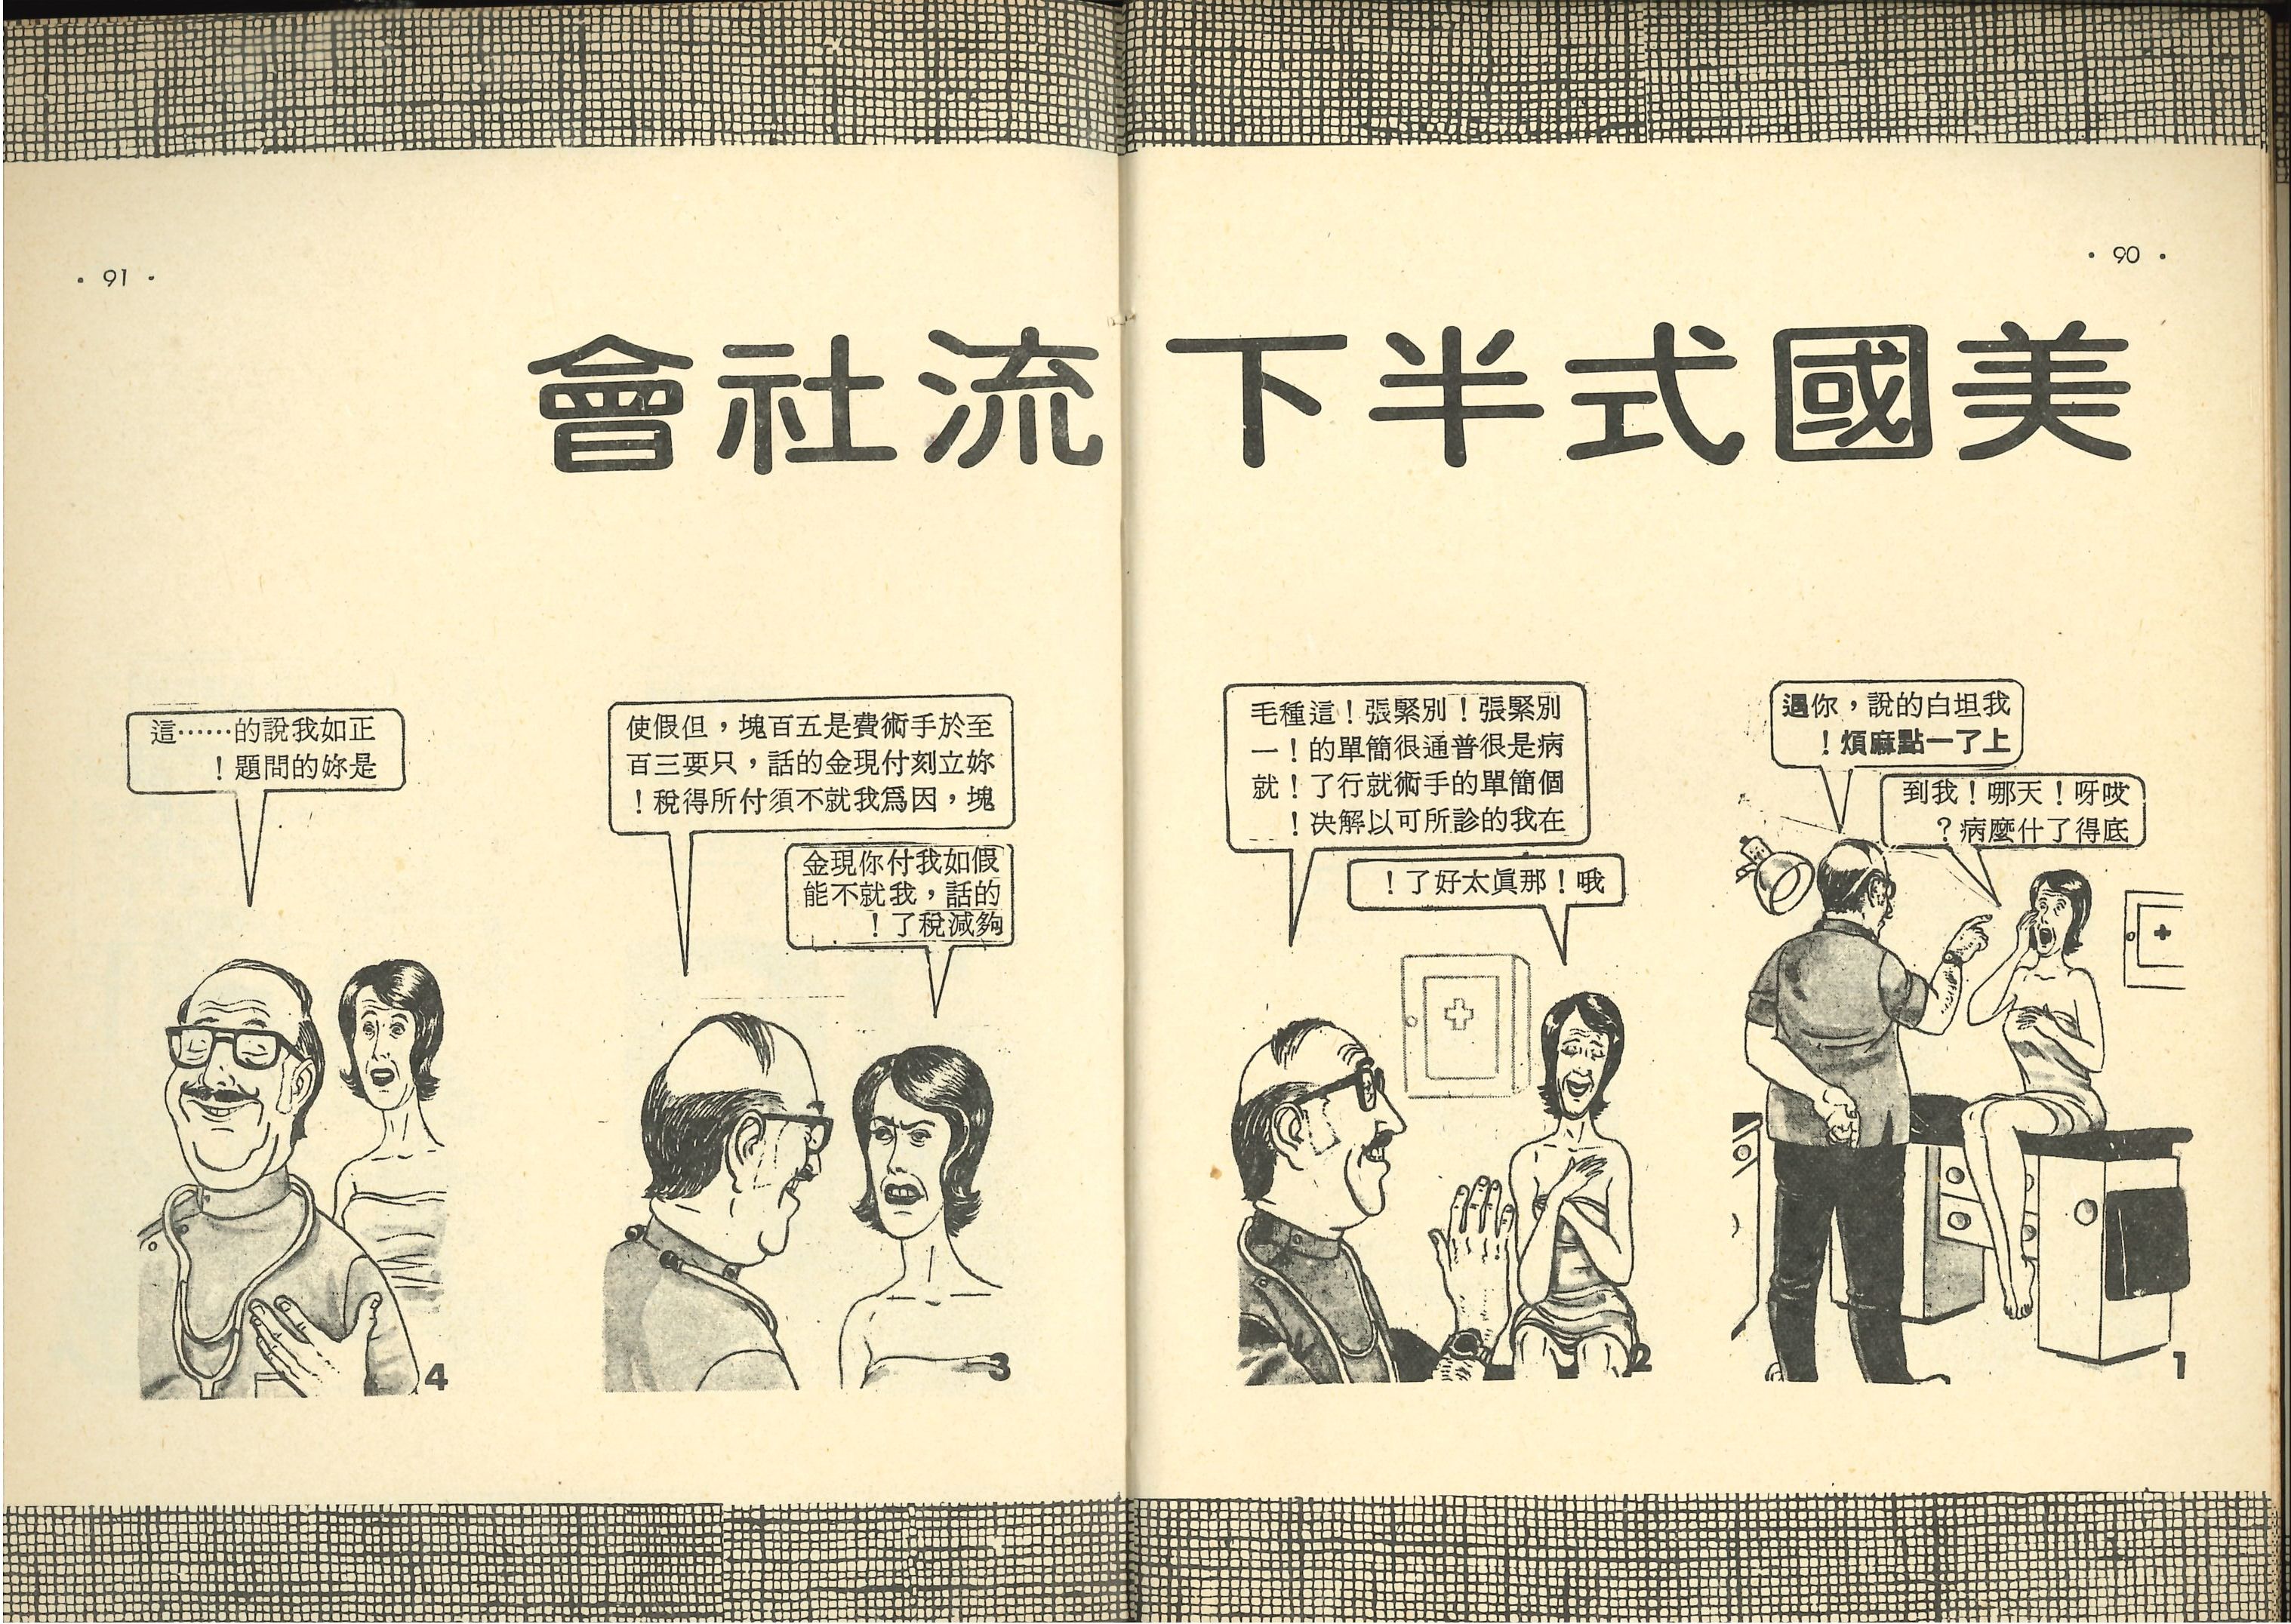 · 90 ·
· 91 ·
美國式半下流社會
我坦白的說，你遇
上了一點麻煩！
哎呀！天哪！我到
底得了什麼病？
1
別緊張！別緊張！這種毛
病是很普通很簡單的！一
個簡單的手術就行了！就
在我的診所可以解決！
哦！那眞太好了！
2
至於手術費是五百塊，但假使
妳立刻付現金的話，只要三百
塊，因爲我就不須付所得稅！
假如我付你現金
的話，我就不能
夠減稅了！
3
正如我說的……這
是妳的問題！
4